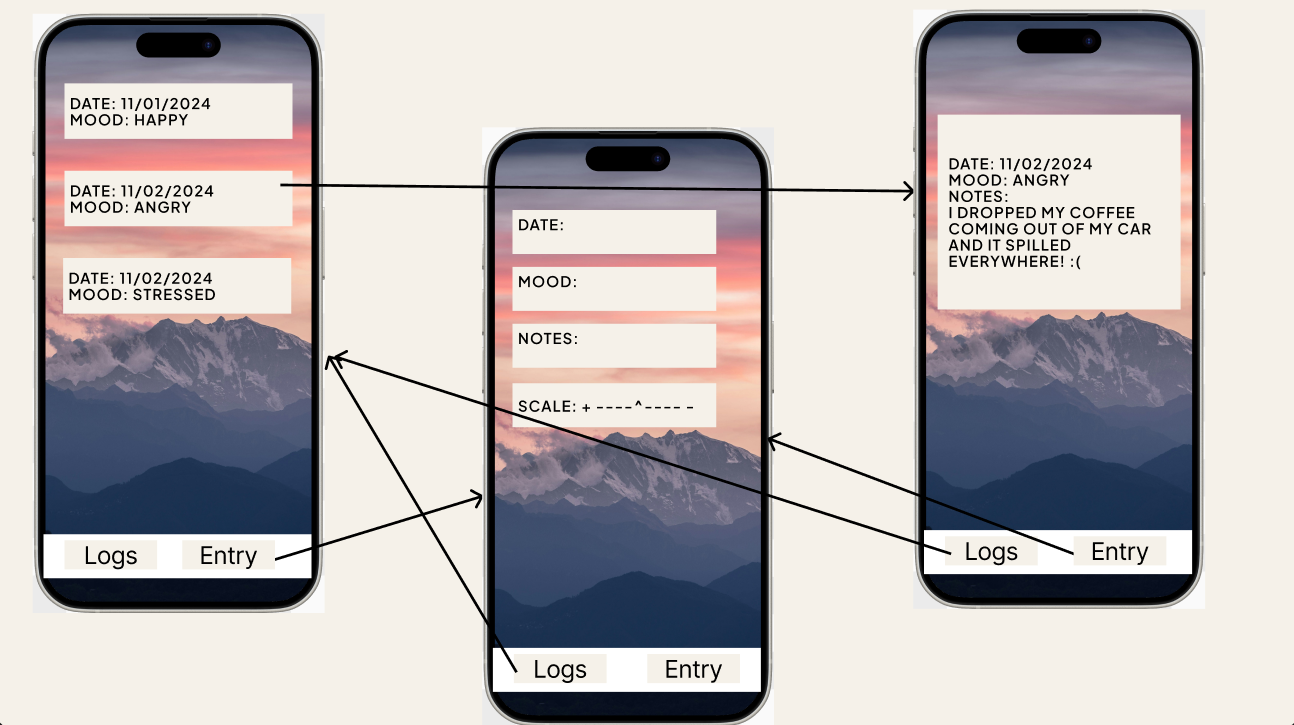 DATE: 11/01/2024
MOOD: HAPPY
DATE: 11/02/2024
MOOD: ANGRY
DATE: 11/02/2024
MOOD: STRESSED
Logs
Entry
DATE:
MOOD:
NOTES:
SCALE: + ----^---- -
Logs
Entry
DATE: 11/02/2024
MOOD: ANGRY
NOTES:
I DROPPED MY COFFEE
COMING OUT OF MY CAR
AND IT SPILLED
EVERYWHERE! :(
Logs
Entry